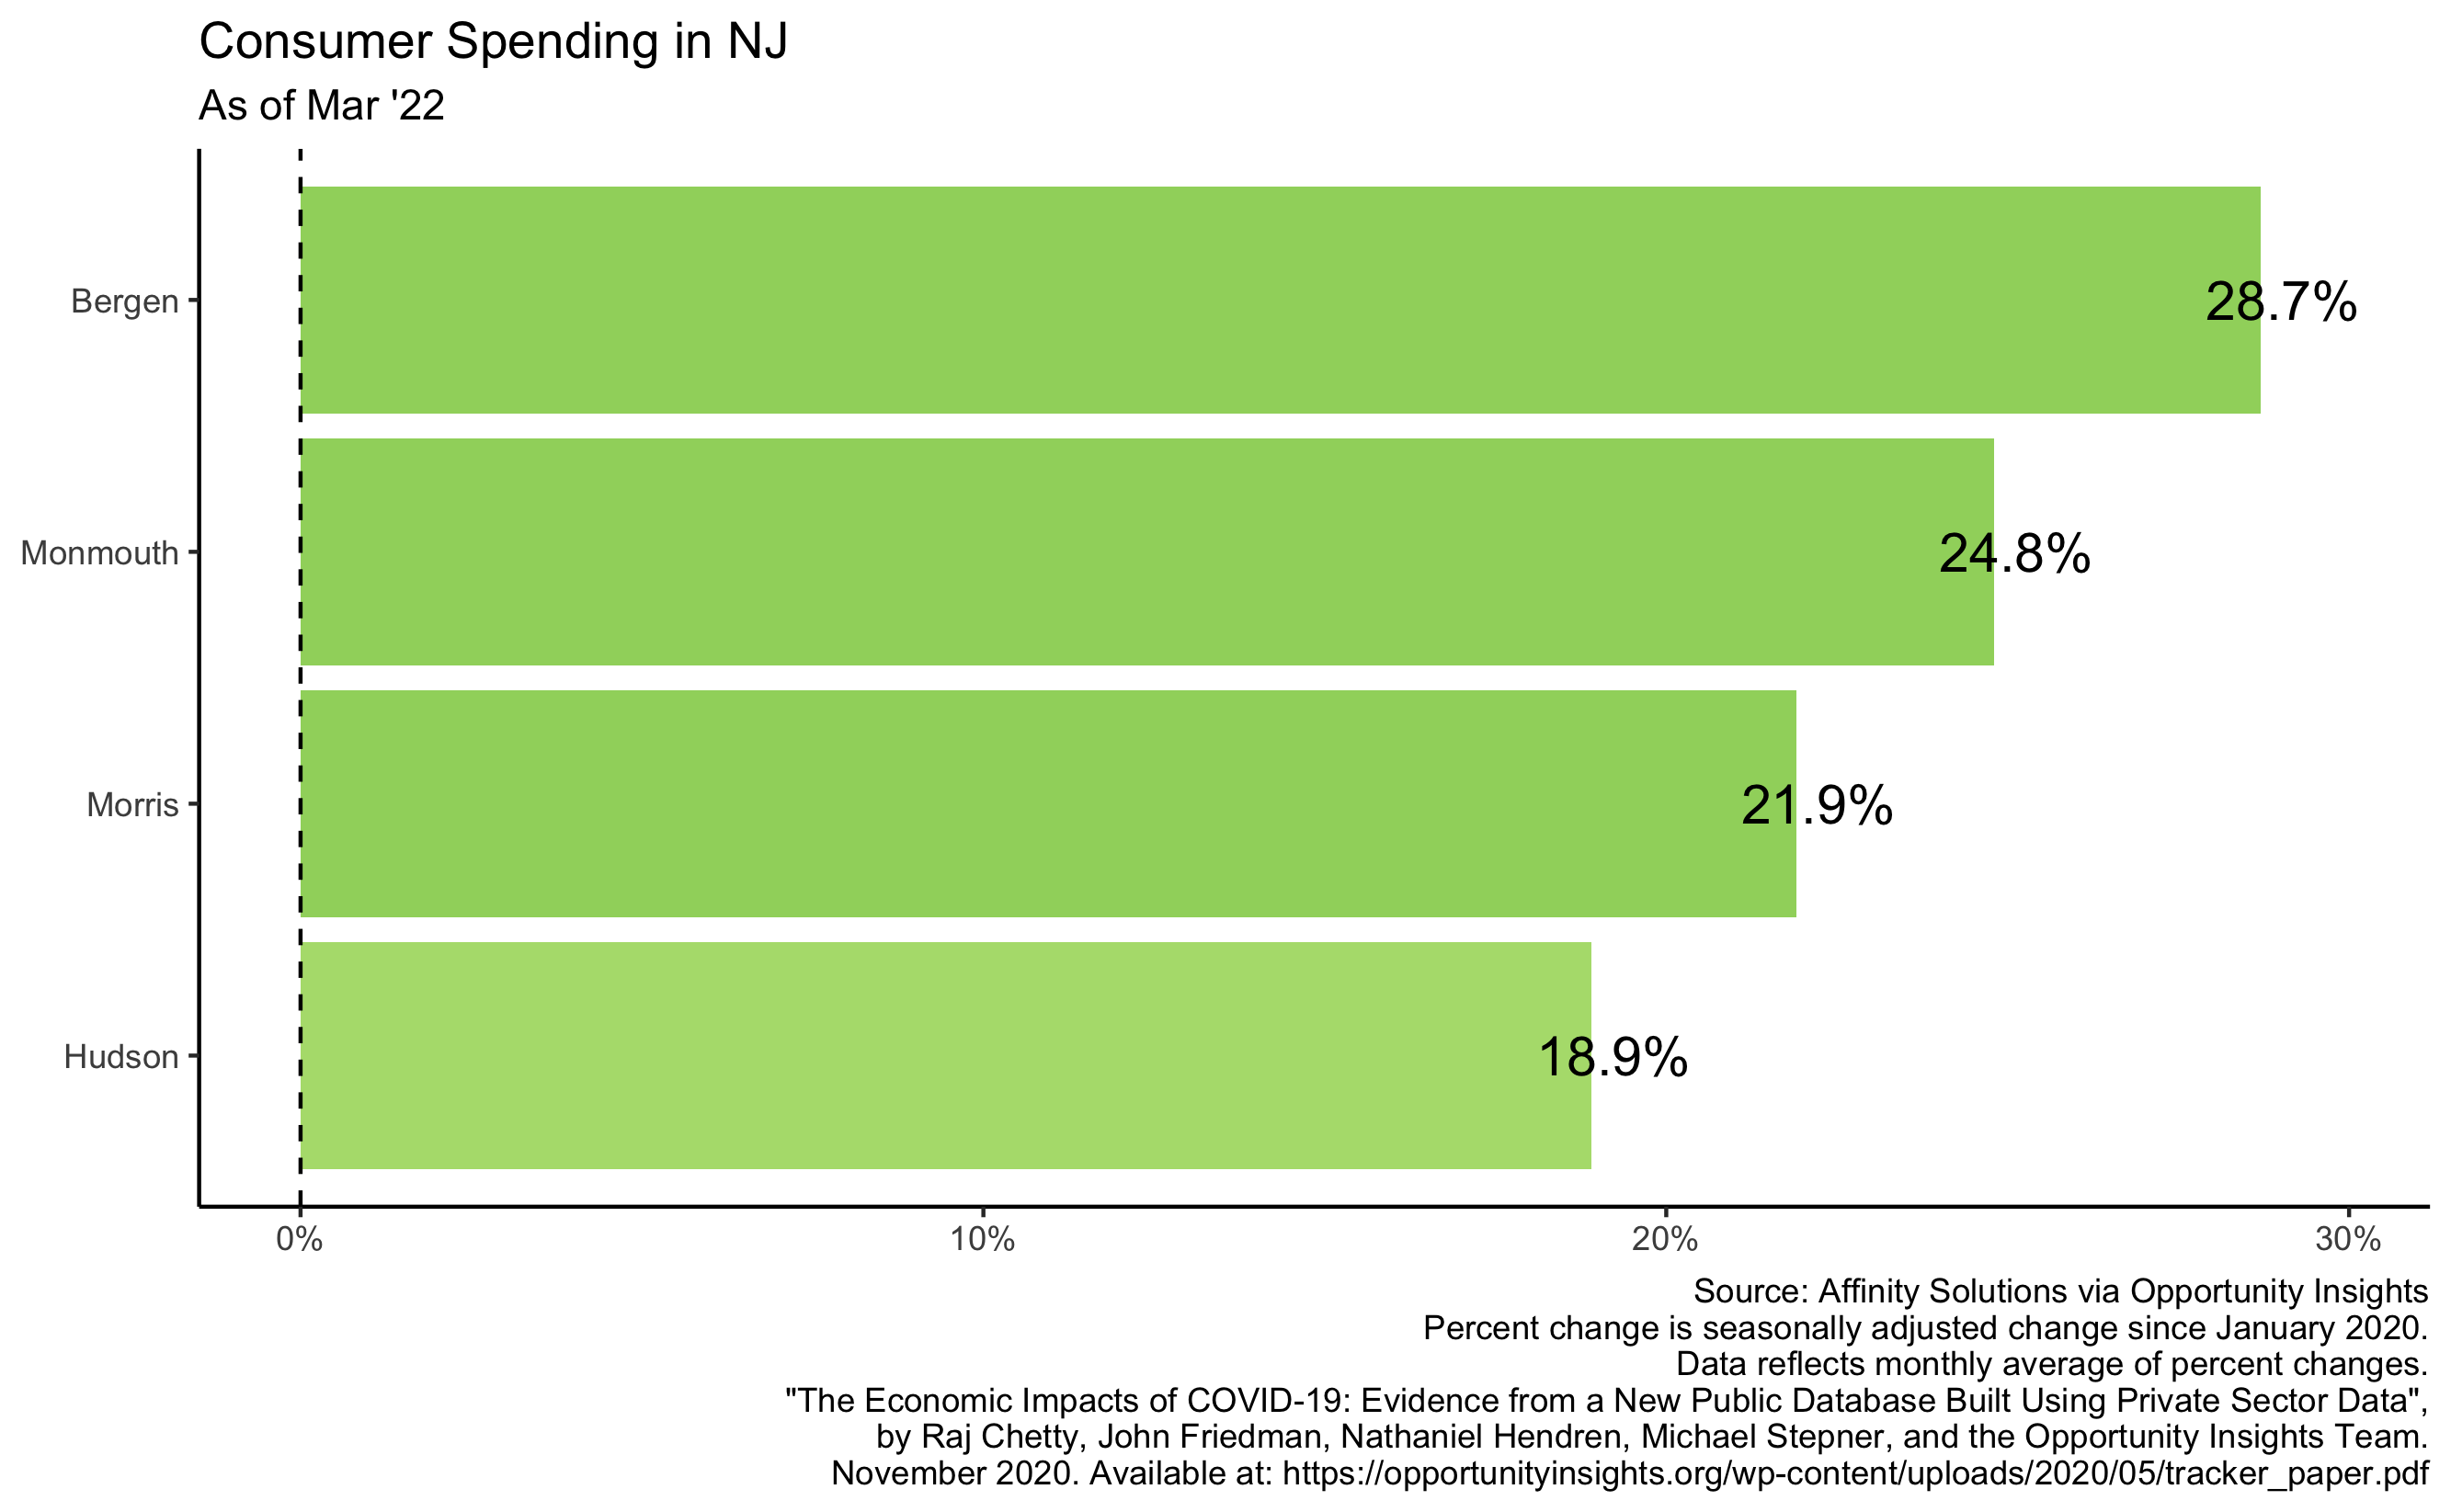 Consumer Spending in NJ
As of Mar '22
Bergen
28.7%
Monmouth
24.8%
Morris
21.9%
Hudson
18.9%
0% 10% 20% 30%
Source: Affinity Solutions via Opportunity Insights
Percent change is seasonally adjusted change since January 2020.
Data reflects monthly average of percent changes.
"The Economic Impacts of COVID-19: Evidence from a New Public Database Built Using Private Sector Data",
by Raj Chetty, John Friedman, Nathaniel Hendren, Michael Stepner, and the Opportunity Insights Team.
November 2020. Available at: https://opportunityinsights.org/wp-content/uploads/2020/05/tracker_paper.pdf